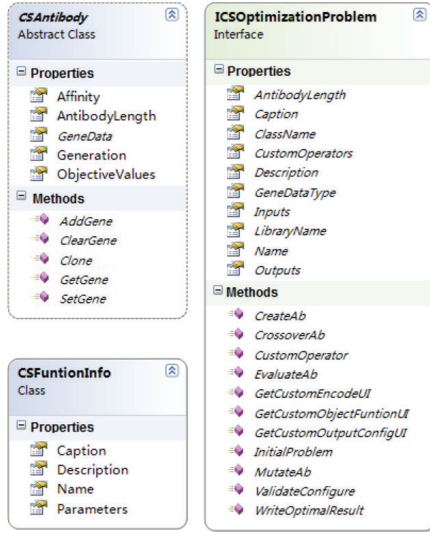 CSAntibody
Abstract Class
Properties
Affinity
AntibodyLength
GeneData
Generation
ObjectiveValues
Methods
AddGene
ClearGene
Clone
GetGene
SetGene
CSFuntionInfo
Class
Properties
Caption
Description
Name
Parameters
ICSOptimizationProblem
Interface
Properties
AntibodyLength
Caption
ClassName
CustomOperators
Description
GeneDataType
Inputs
LibraryName
Name
Outputs
Methods
CreateAb
CrossoverAb
CustomOperator
EvaluateAb
GetCustomEncodeUI
GetCustomObjectFuntionUI
GetCustomOutputConfigUI
InitialProblem
MutateAb
ValidateConfigure
WriteOptimalResult